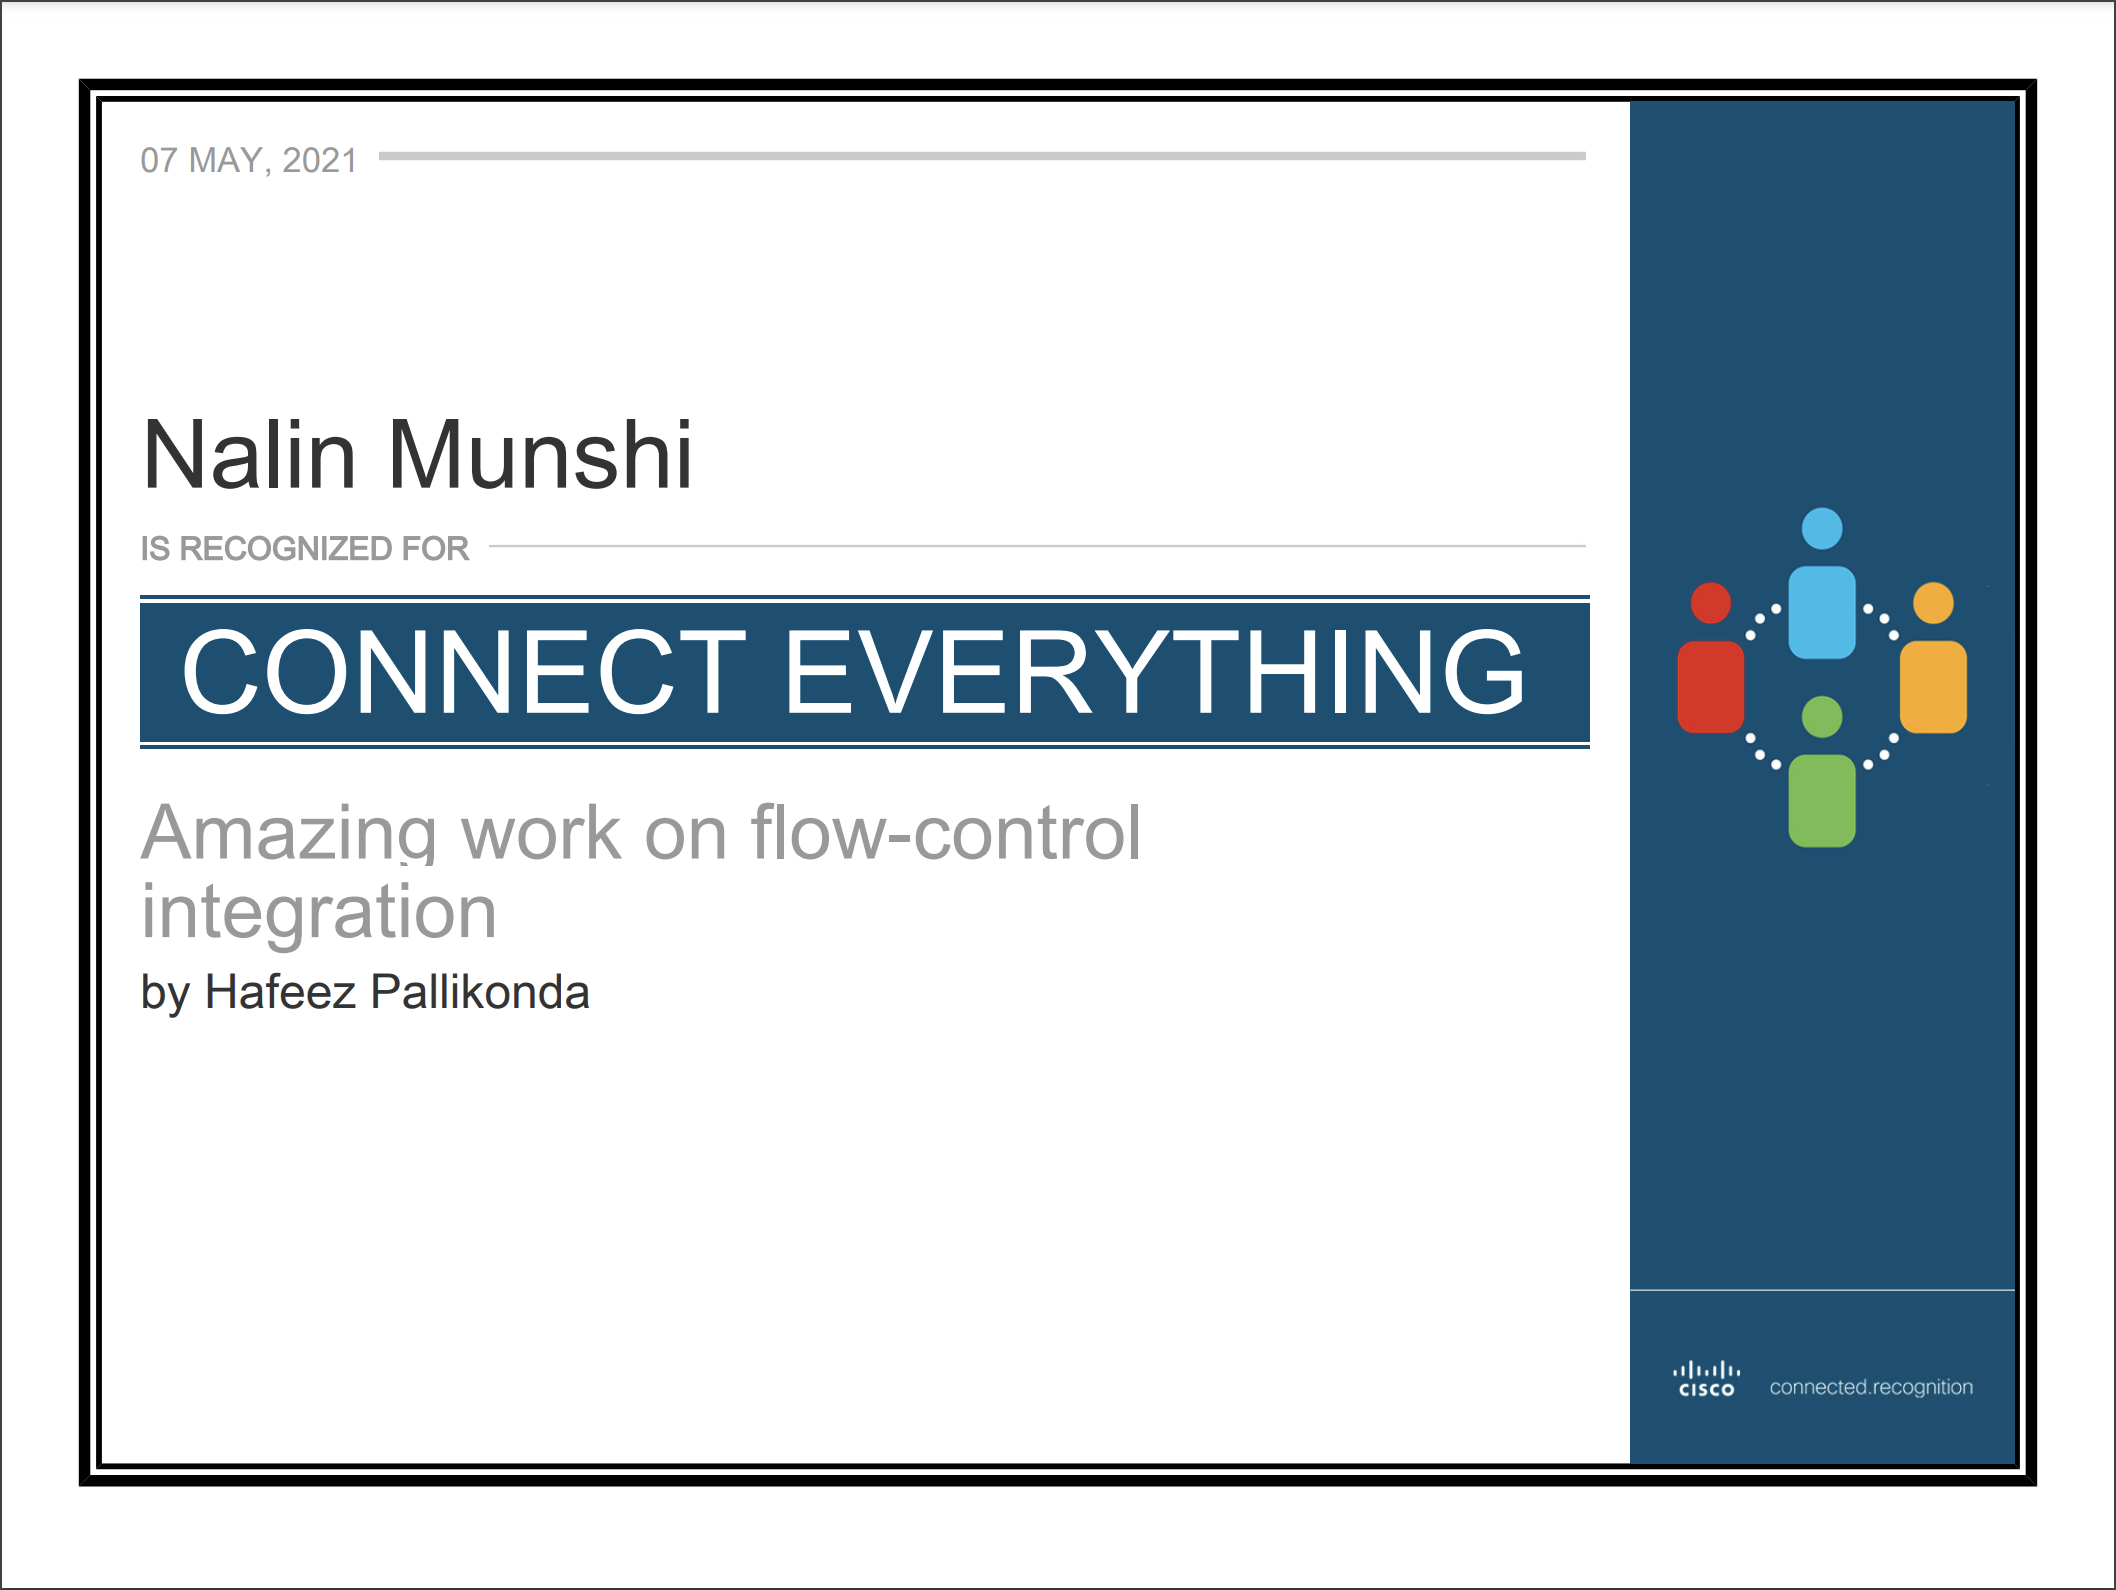 07 MAY, 2021
Nalin Munshi
IS RECOGNIZED FOR
CONNECT EVERYTHING
Amazing work on flow-control
integration
by Hafeez Pallikonda
CISCO connected.recognition